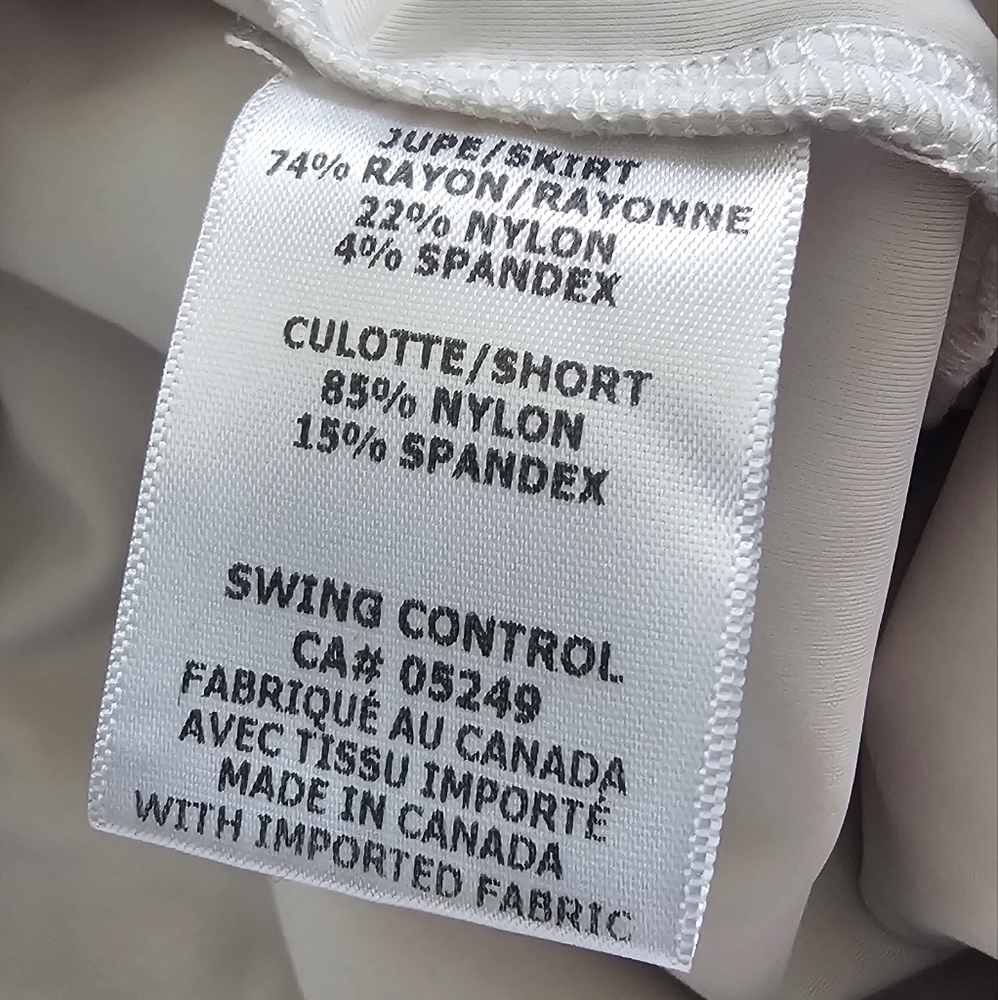 JUPE/SKIRT
74% RAYON/RAYONNE
22% NYLON
4% SPANDEX
CULOTTE/SHORT
85% NYLON
15% SPANDEX
SWING CONTROL
CA# 05249
FABRIQUÉ AU CANADA
AVEC TISSU IMPORTÉ
MADE IN CANADA
WITH IMPORTED FABRIC